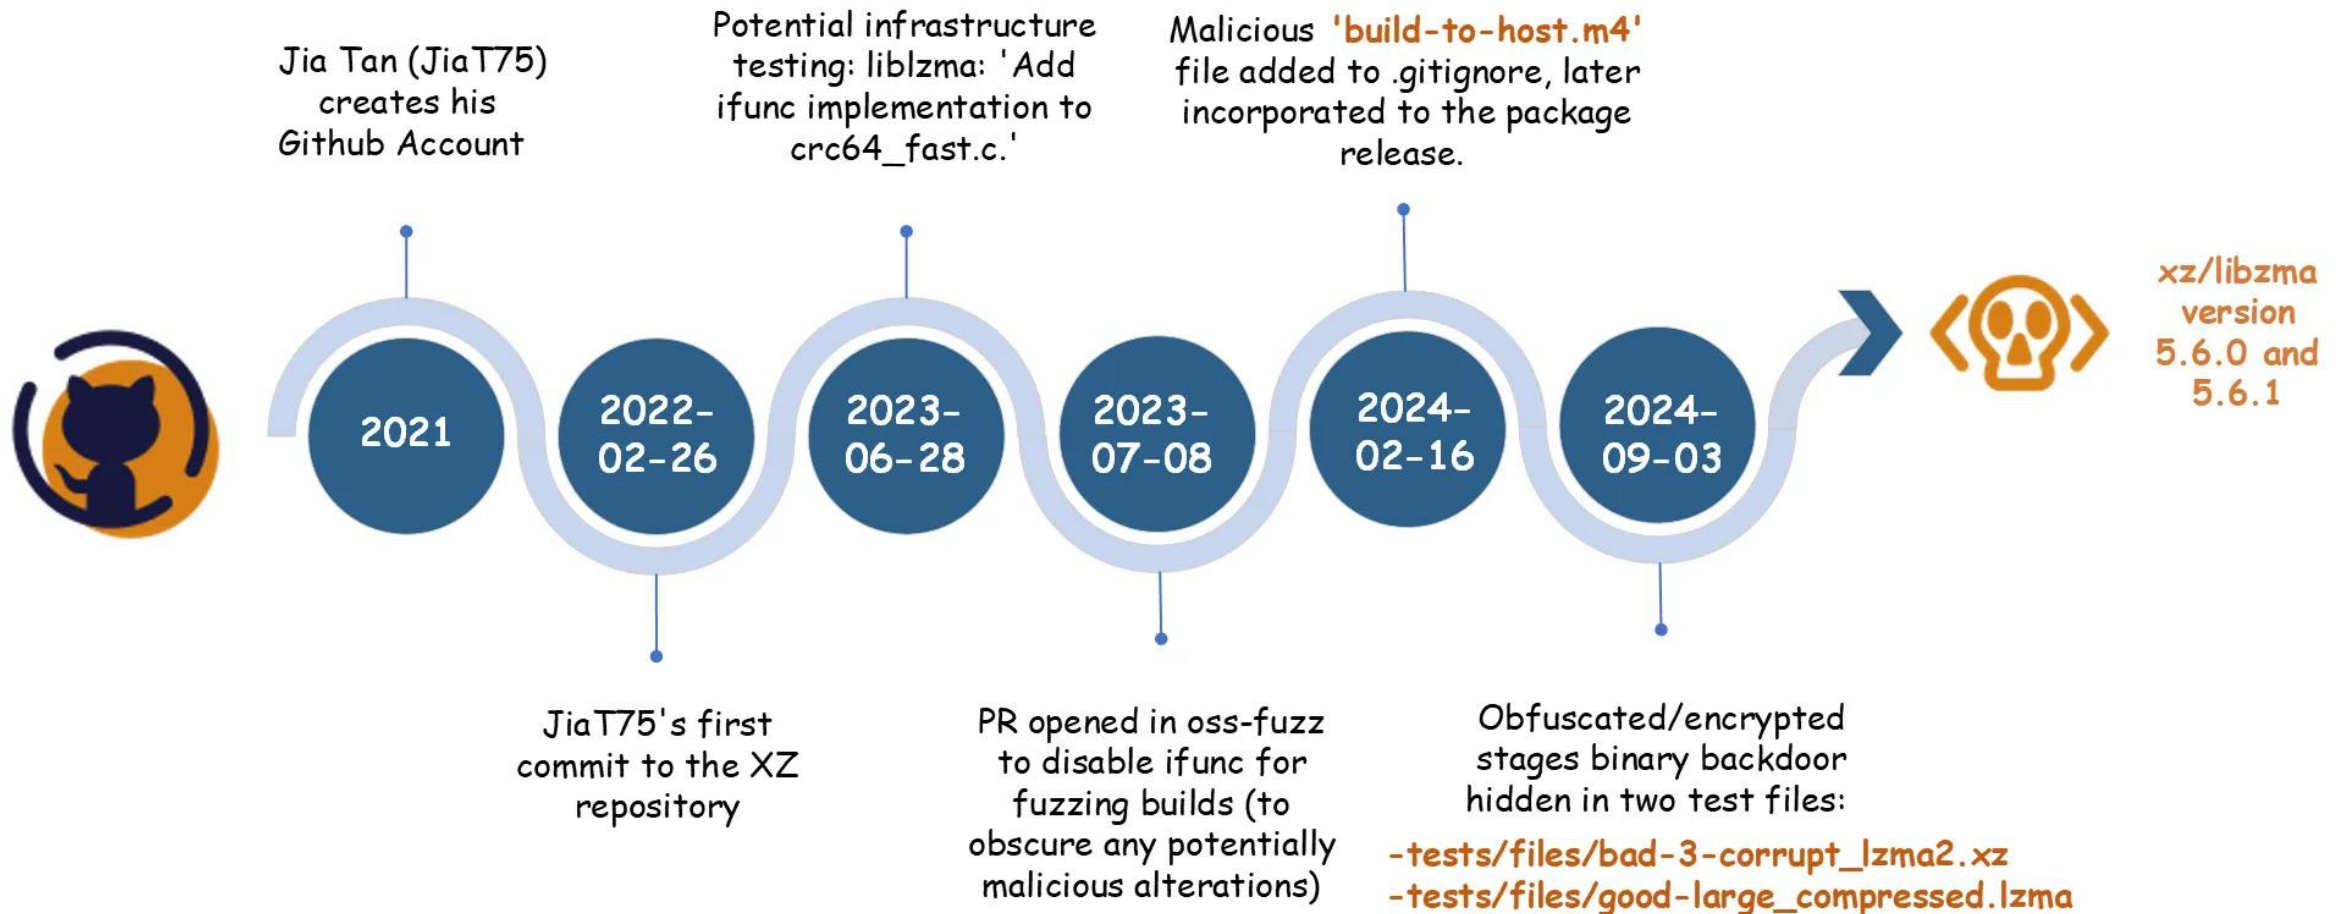 Jia Tan (JiaT75)
creates his
Github Account
Potential infrastructure
testing: liblzma: 'Add
ifunc implementation to
crc64_fast.c.'
Malicious 'build-to-host.m4'
file added to .gitignore, later
incorporated to the package
release.
xz/libzma
version
5.6.0 and
5.6.1
2021
2022-
02-26
2023-
06-28
2023-
07-08
2024-
02-16
2024-
09-03
JiaT75's first
commit to the XZ
repository
PR opened in oss-fuzz
to disable ifunc for
fuzzing builds (to
obscure any potentially
malicious alterations)
Obfuscated/encrypted
stages binary backdoor
hidden in two test files:
-tests/files/bad-3-corrupt_lzma2.xz
-tests/files/good-large_compressed.lzma